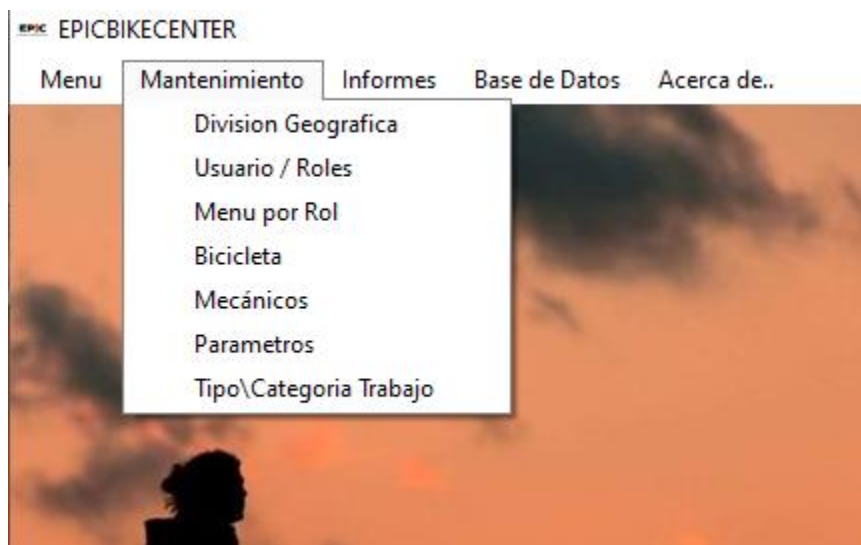 EPIC EPICBIKECENTER
Menu Mantenimiento Informes Base de Datos Acerca de..
Division Geografica
Usuario / Roles
Menu por Rol
Bicicleta
Mecánicos
Parametros
Tipo\Categoria Trabajo